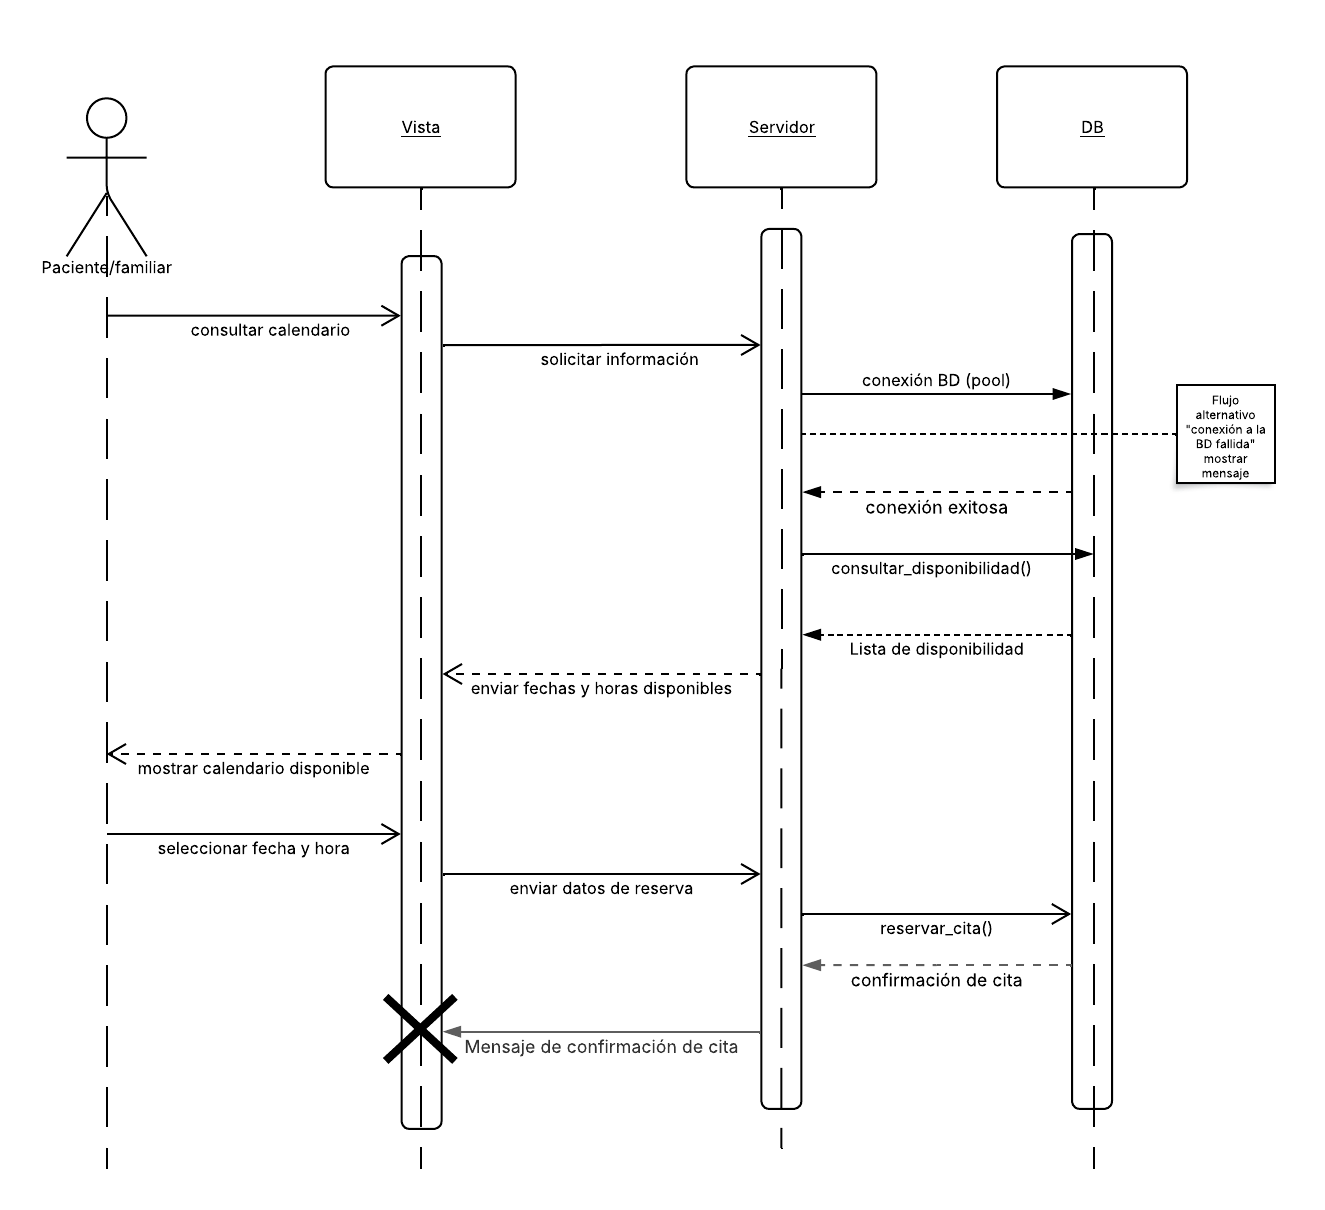 Vista
Servidor
DB
Paciente/familiar
consultar calendario
solicitar información
conexión BD (pool)
Flujo
alternativo
"conexión a la
BD fallida"
mostrar
mensaje
conexión exitosa
consultar_disponibilidad()
Lista de disponibilidad
enviar fechas y horas disponibles
mostrar calendario disponible
seleccionar fecha y hora
enviar datos de reserva
reservar_cita()
confirmación de cita
Mensaje de confirmación de cita